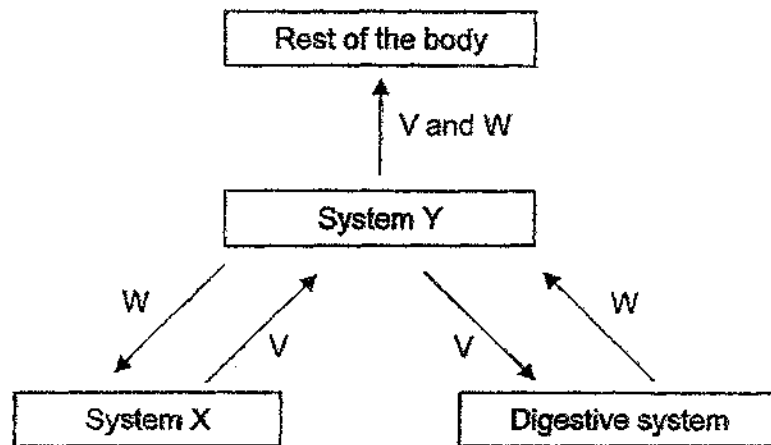 Rest of the body
V and W
System Y
W
V
V
W
System X
Digestive system